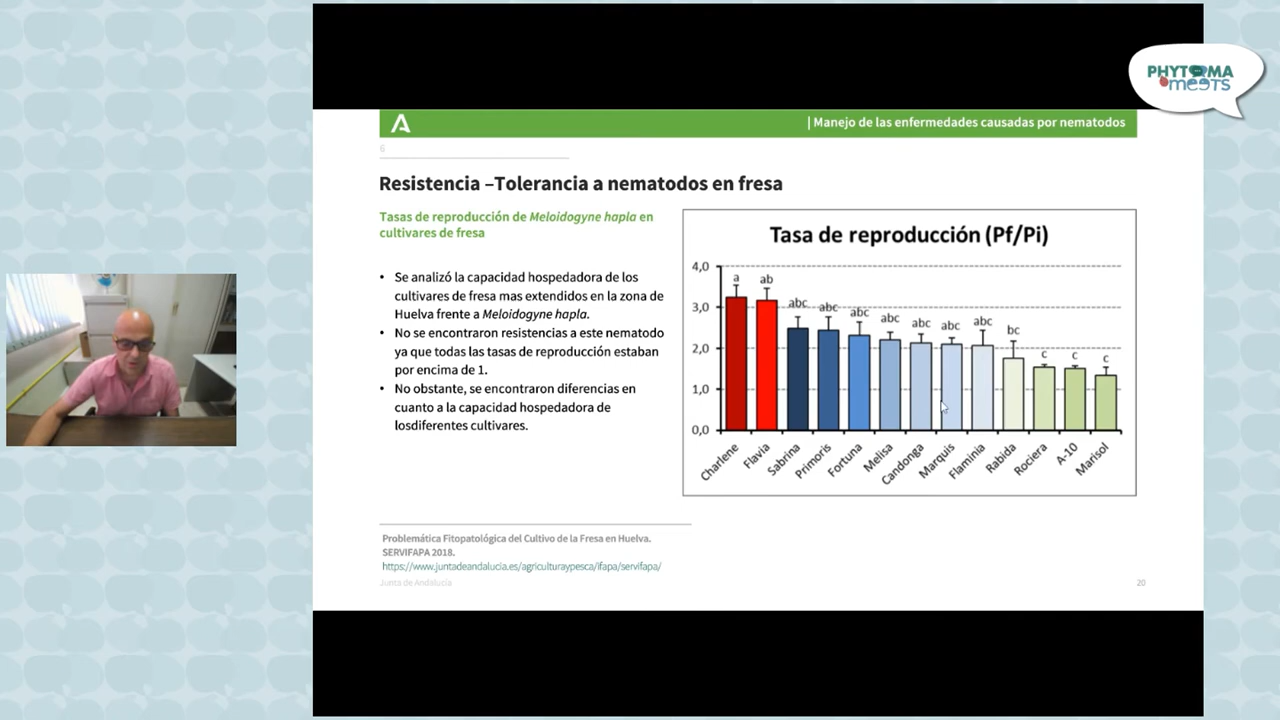 PHYTOMA
meets
| Manejo de las enfermedades causadas por nematodos
6
Resistencia –Tolerancia a nematodos en fresa
Tasas de reproducción de Meloidogyne hapla en
cultivares de fresa
• Se analizó la capacidad hospedadora de los
cultivares de fresa mas extendidos en la zona de
Huelva frente a Meloidogyne hapla.
• No se encontraron resistencias a este nematodo
ya que todas las tasas de reproducción estaban
por encima de 1.
• No obstante, se encontraron diferencias en
cuanto a la capacidad hospedadora de
losdiferentes cultivares.
Tasa de reproducción (Pf/Pi)
4,0
3,0
2,0
1,0
0,0
a ab abc abc abc abc abc abc abc bc c c c
Charlene Flavia Sabrina Primoris Fortuna Melisa Candonga Marquis Flaminia Rabida Rociera A-10 Marisol
Problemática Fitopatológica del Cultivo de la Fresa en Huelva.
SERVIFAPA 2018.
https://www.juntadeandalucia.es/agriculturaypesca/ifapa/servifapa/
Junta de Andalucía
20